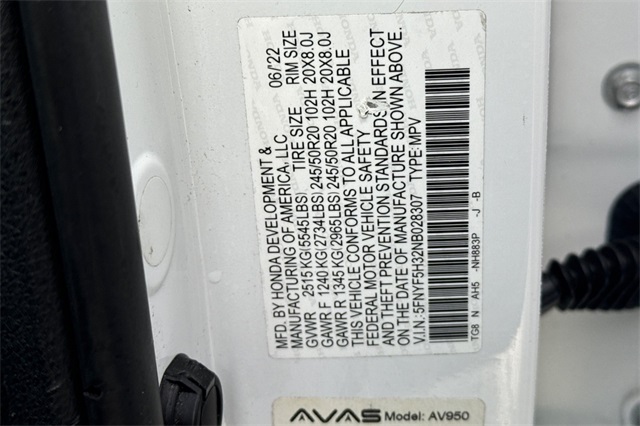 MFD. BY HONDA DEVELOPMENT & 06/22
MANUFACTURING OF AMERICA, LLC TIRE SIZE RIM SIZE
GVWR 2515 KG (5545LBS)
GAWR F 1240 KG (2734LBS) 245/50R20 102H 20X8.0J
GAWR R 1345 KG (2965LBS) 245/50R20 102H 20X8.0J
THIS VEHICLE CONFORMS TO ALL APPLICABLE
FEDERAL MOTOR VEHICLE SAFETY
AND THEFT PREVENTION STANDARDS IN EFFECT
ON THE DATE OF MANUFACTURE SHOWN ABOVE.
V.I.N: 5FNYF5H32NB028307 TYPE: MPV
TG8 N AH5 -NH883P -J -B
AVAS Model: AV950